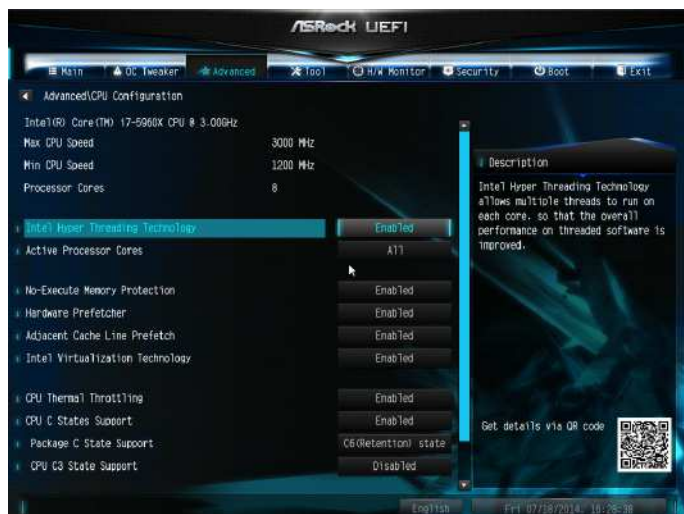 ASRock UEFI
Main OC Tweaker Advanced Tool H/W Monitor Security Boot Exit
Advanced\CPU Configuration
Intel(R) Core(TM) i7-5960X CPU @ 3.00GHz
Max CPU Speed 3000 MHz
Min CPU Speed 1200 MHz
Processor Cores 8
Intel Hyper Threading Technology Enabled
Active Processor Cores All
No-Execute Memory Protection Enabled
Hardware Prefetcher Enabled
Adjacent Cache Line Prefetch Enabled
Intel Virtualization Technology Enabled
CPU Thermal Throttling Enabled
CPU C States Support Enabled
Package C State Support C6(Retention) state
CPU C3 State Support Disabled
Description
Intel Hyper Threading Technology
allows multiple threads to run on
each core. so that the overall
performance on threaded software is
improved.
Get details via QR code
English Fri 07/18/2014.